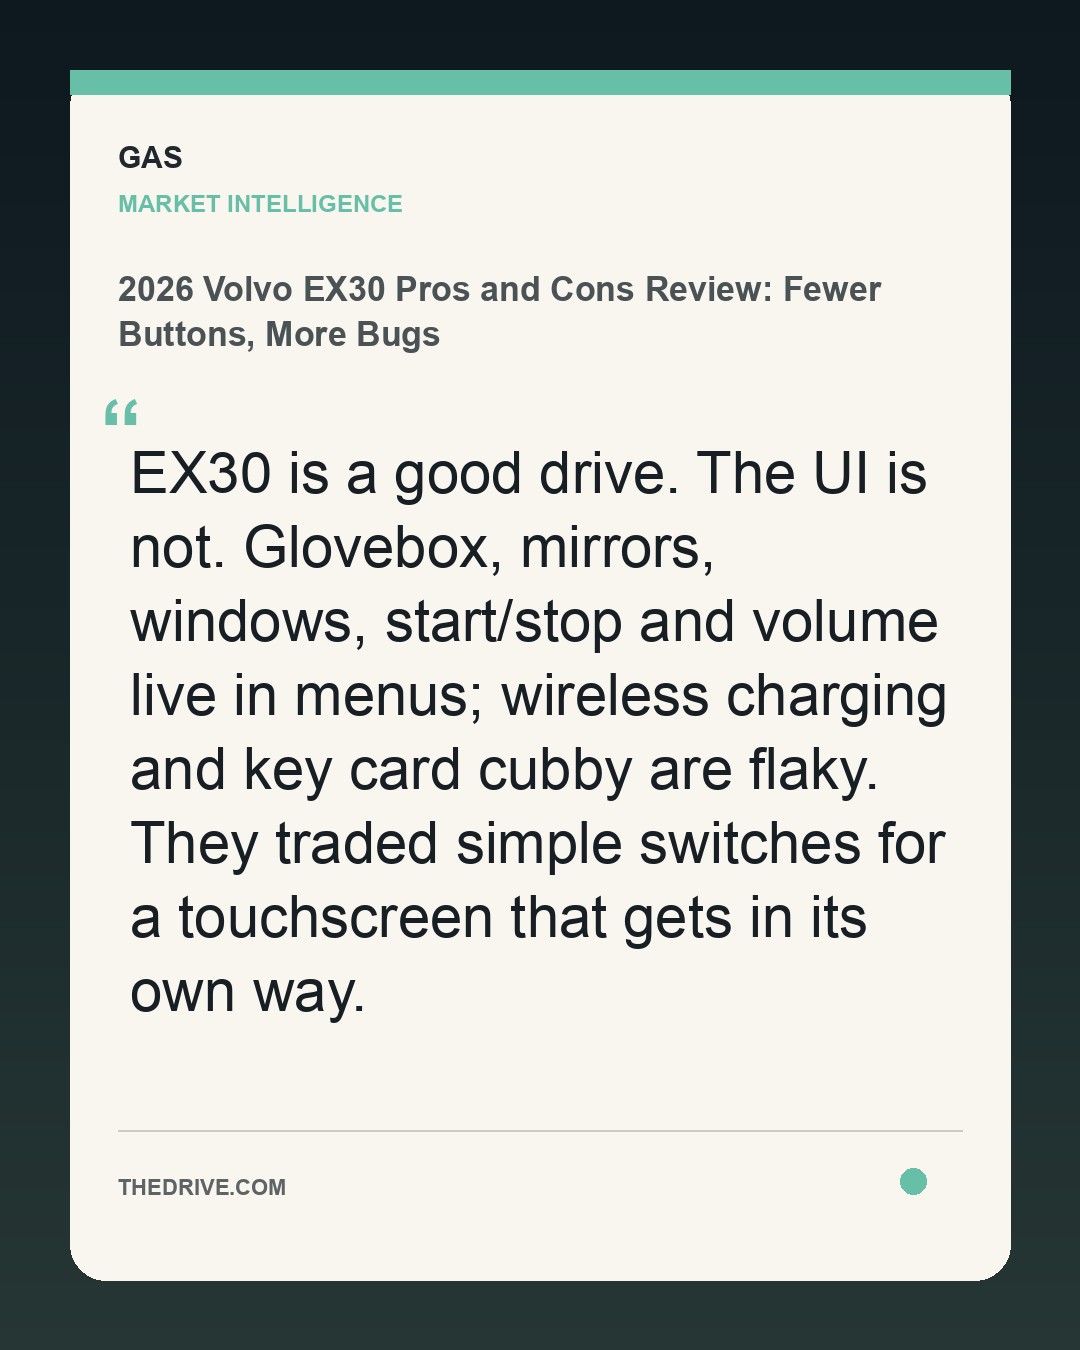 GAS
MARKET INTELLIGENCE
2026 Volvo EX30 Pros and Cons Review: Fewer
Buttons, More Bugs
“
EX30 is a good drive. The UI is
not. Glovebox, mirrors,
windows, start/stop and volume
live in menus; wireless charging
and key card cubby are flaky.
They traded simple switches for
a touchscreen that gets in its
own way.
THEDRIVE.COM